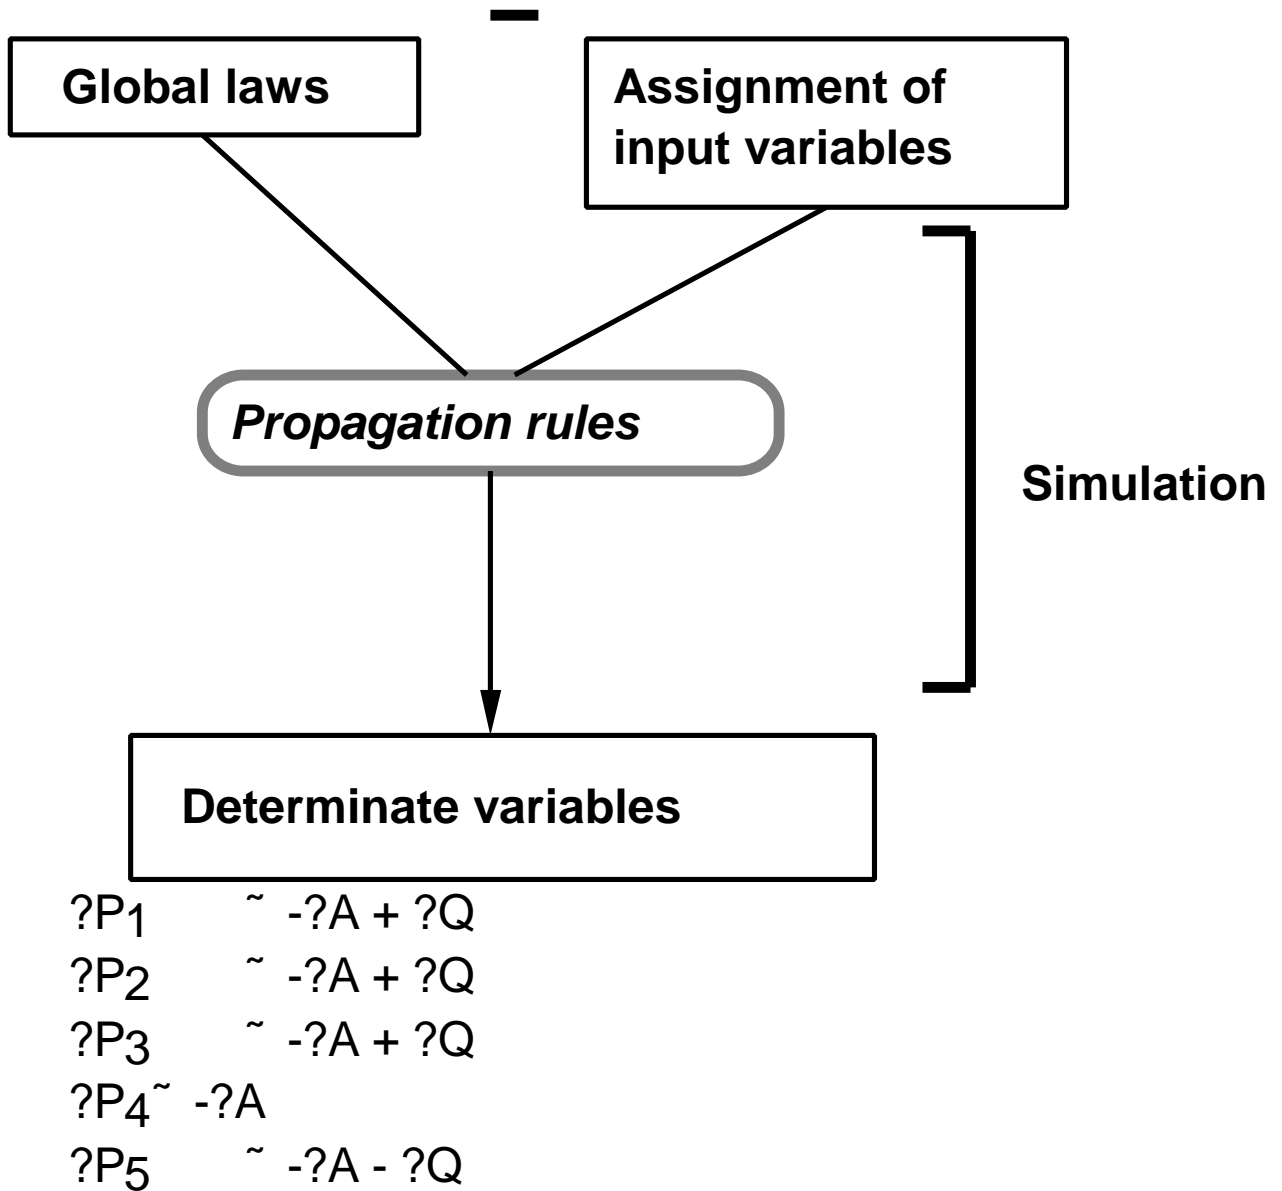 Global laws
Assignment of
input variables
Propagation rules
Simulation
Determinate variables
?P1 ˜ -?A + ?Q
?P2 ˜ -?A + ?Q
?P3 ˜ -?A + ?Q
?P4˜ -?A
?P5 ˜ -?A - ?Q